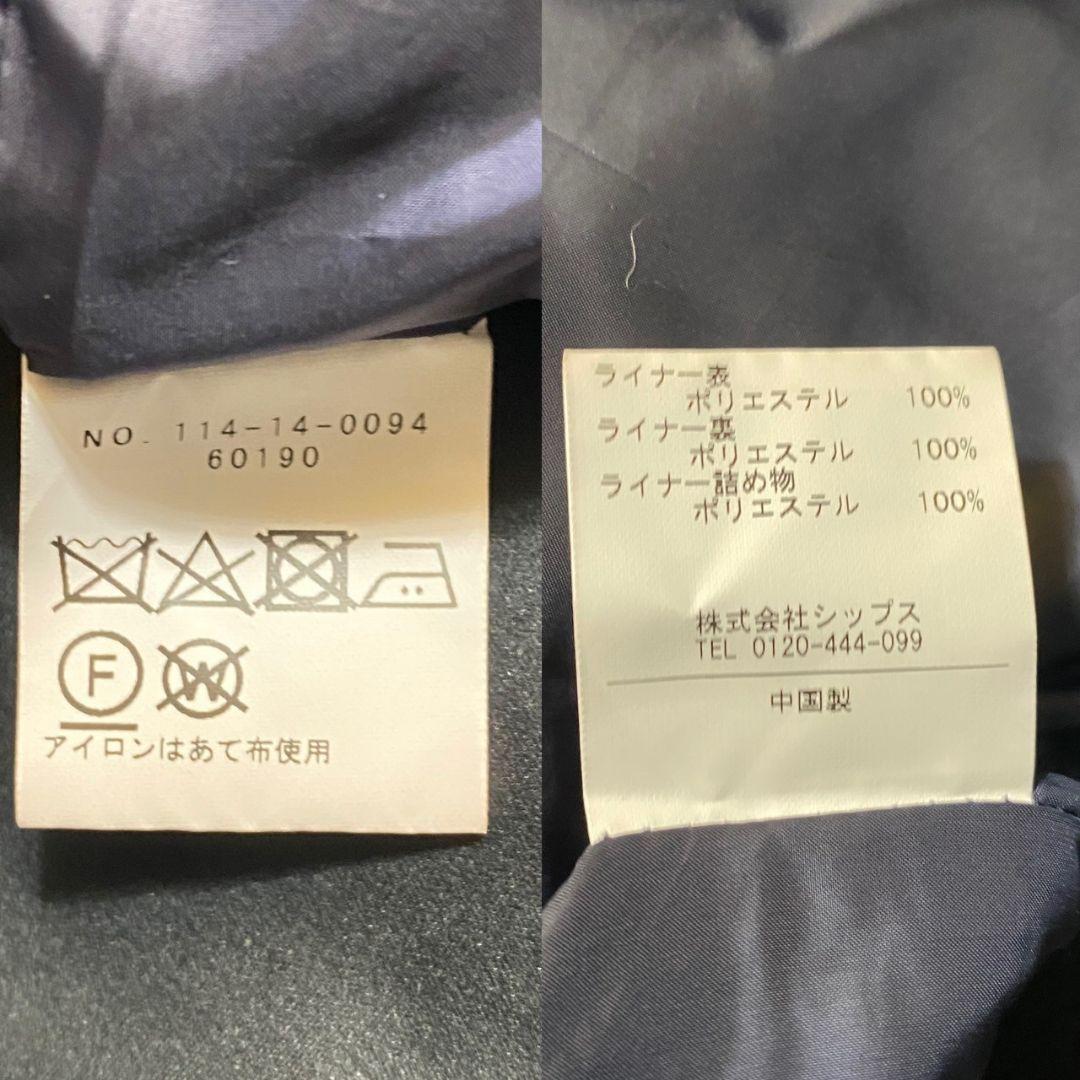 NO. 114-14-0094
60190
F
W
アイロンはあて布使用
ライナー表
ポリエステル 100%
ライナー裏
ポリエステル 100%
ライナー詰め物
ポリエステル 100%
株式会社シップス
TEL 0120-444-099
中国製